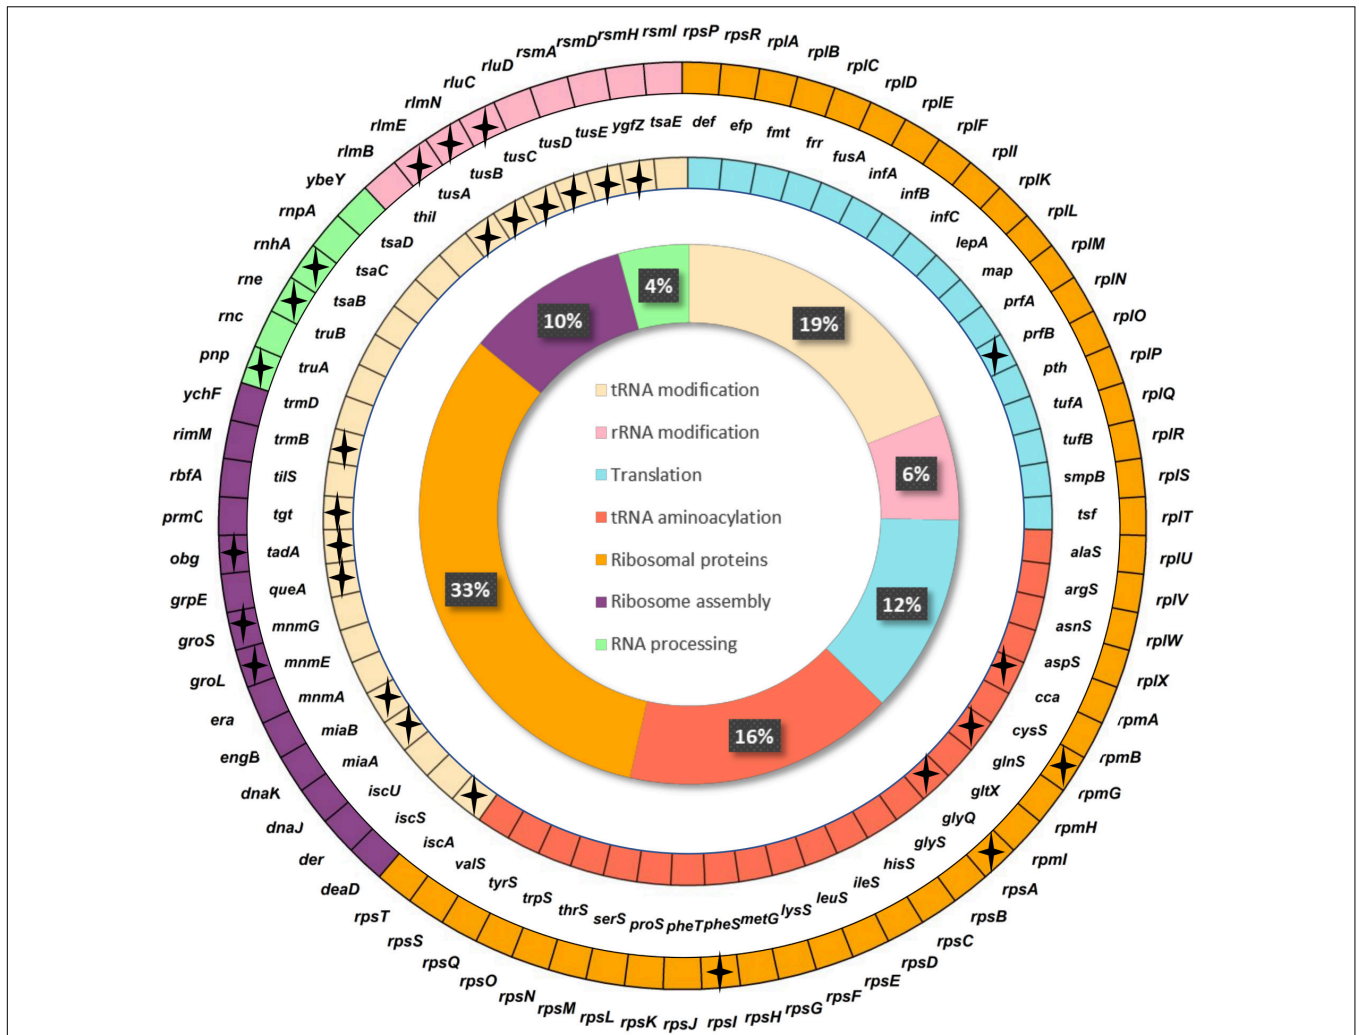 rpsP
rpsR
rplA
rplB
rplC
rplD
rplE
rplF
rplI
rplK
rplL
rplM
rplN
rplO
rplP
rplQ
rplR
rplS
rplT
rplU
rplV
rplW
rplX
rpmA
rpmB
rpmG
rpmH
rpmI
rpsA
rpsB
rpsC
rpsD
rpsE
rpsF
rpsG
rpsH
rpsI
rpsJ
rpsK
rpsL
rpsM
rpsN
rpsO
rpsQ
rpsS
rpsT
deaD
der
dnaJ
dnaK
engB
era
groL
groS
grpE
obg
prmC
rbfA
rimM
ychF
pnp
rnc
rne
rnhA
rnpA
ybeY
rlmB
rlmE
rlmN
rluC
rluD
rsmA
rsmD
rsmH
rsmI
def
efp
fmt
frr
fusA
infA
infB
infC
lepA
map
prfA
prfB
pth
tufA
tufB
smpB
tsf
alaS
argS
asnS
aspS
cca
cysS
glnS
gltX
glyQ
glyS
hisS
ileS
leuS
lysS
metG
pheS
pheT
proS
serS
thrS
trpS
tyrS
valS
iscA
iscS
iscU
miaA
miaB
mnmA
mnmE
mnmG
queA
tadA
tgt
tilS
trmB
trmD
truA
truB
tsaB
tsaC
tsaD
thiI
tusA
tusB
tusC
tusD
tusE
ygfZ
tsaE
4%
19%
10%
6%
33%
12%
16%
tRNA modification
rRNA modification
Translation
tRNA aminoacylation
Ribosomal proteins
Ribosome assembly
RNA processing